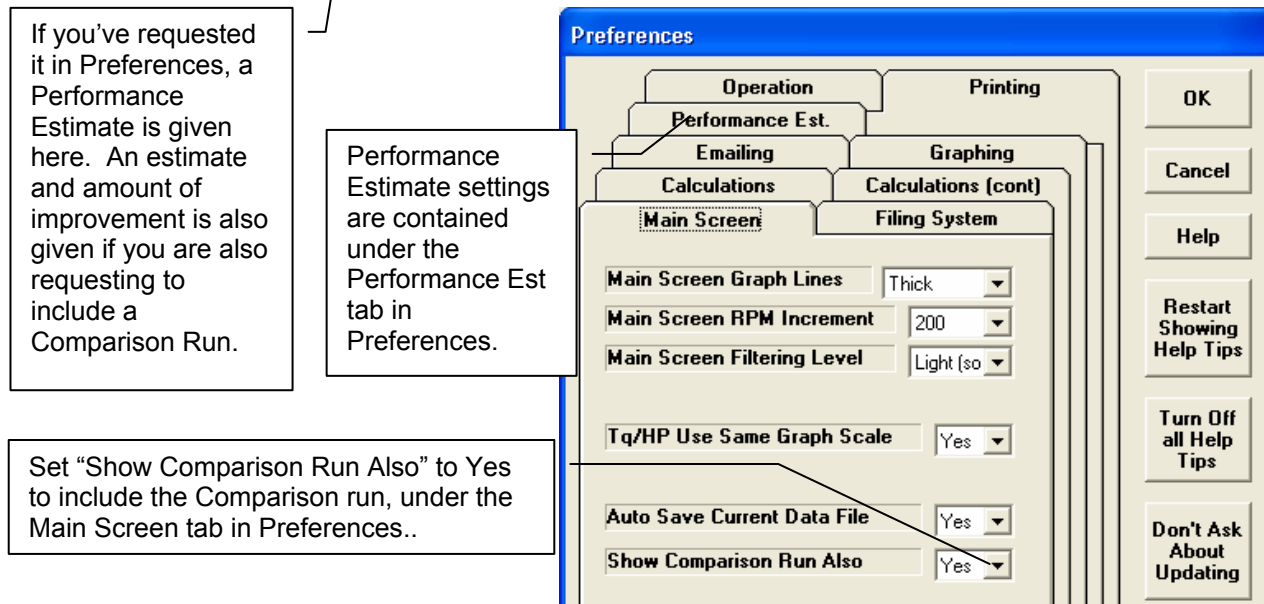 If you’ve requested
it in Preferences, a
Performance
Estimate is given
here.  An estimate
and amount of
improvement is also
given if you are also
requesting to
include a
Comparison Run.
Performance
Estimate settings
are contained
under the
Performance Est
tab in
Preferences.
Set “Show Comparison Run Also” to Yes
to include the Comparison run, under the
Main Screen tab in Preferences..
Preferences
Operation
Printing
Performance Est.
Emailing
Graphing
Calculations
Calculations (cont)
Main Screen
Filing System
Main Screen Graph Lines
Thick
Main Screen RPM Increment
200
Main Screen Filtering Level
Light (so
Tq/HP Use Same Graph Scale
Yes
Auto Save Current Data File
Yes
Show Comparison Run Also
Yes
OK
Cancel
Help
Restart
Showing
Help Tips
Turn Off
all Help
Tips
Don't Ask
About
Updating